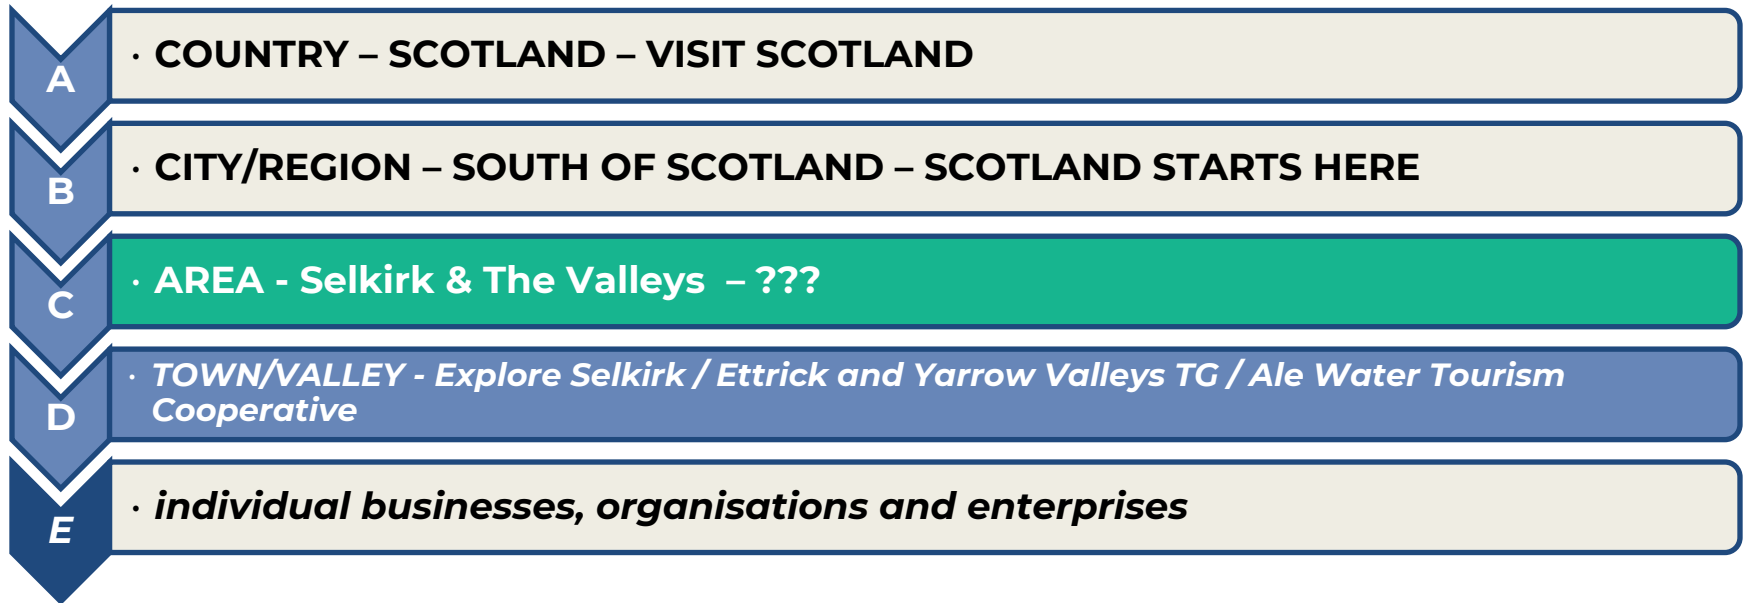 A
· COUNTRY – SCOTLAND – VISIT SCOTLAND
B
· CITY/REGION – SOUTH OF SCOTLAND – SCOTLAND STARTS HERE
C
· AREA - Selkirk & The Valleys – ???
D
· TOWN/VALLEY - Explore Selkirk / Ettrick and Yarrow Valleys TG / Ale Water Tourism
Cooperative
E
· individual businesses, organisations and enterprises